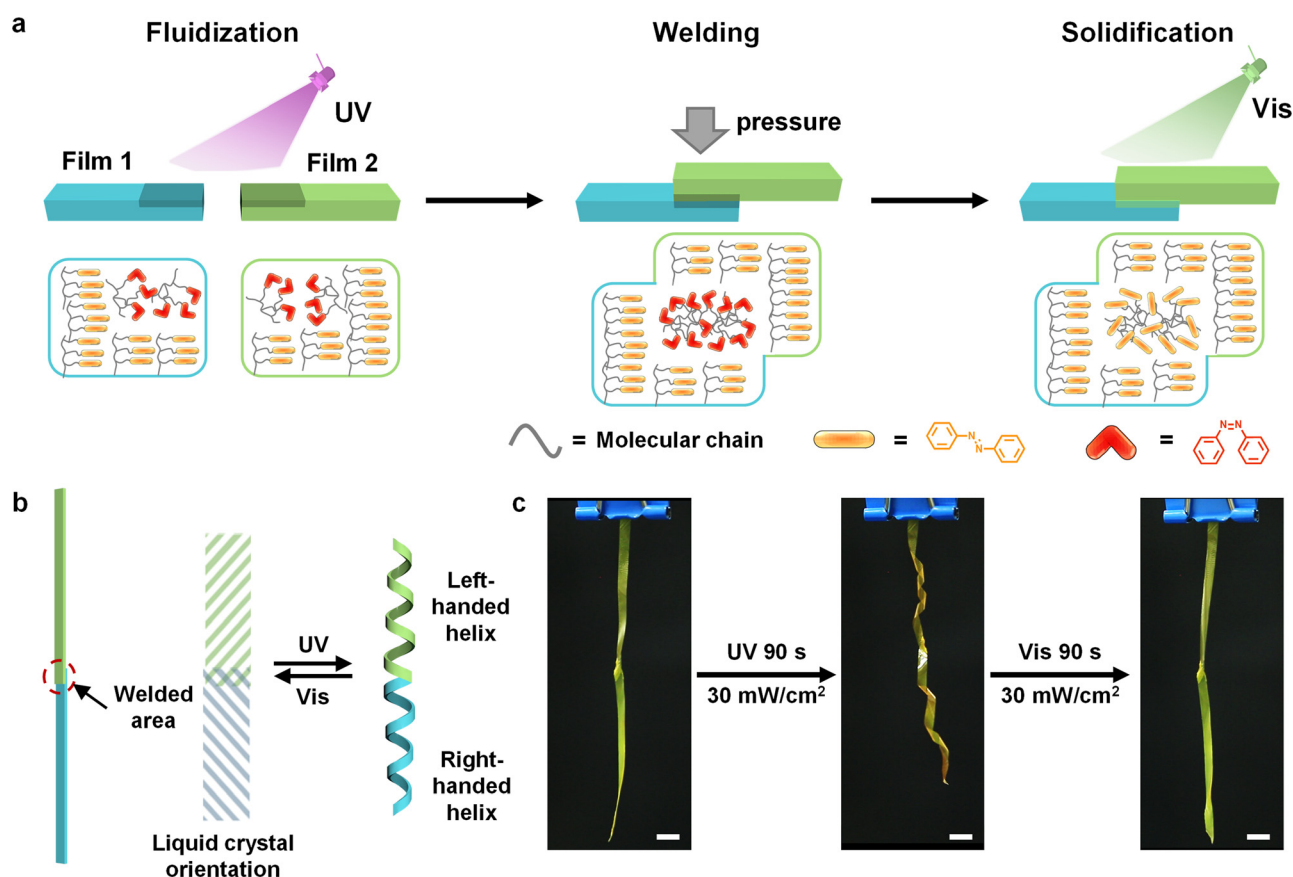 a
Fluidization
Welding
Solidification
UV
Vis
pressure
Film 1
Film 2
= Molecular chain
=
N
N
=
N=N
b
c
Left-
handed
helix
UV
Vis
Welded
area
Right-
handed
helix
Liquid crystal
orientation
UV 90 s
30 mW/cm²
Vis 90 s
30 mW/cm²